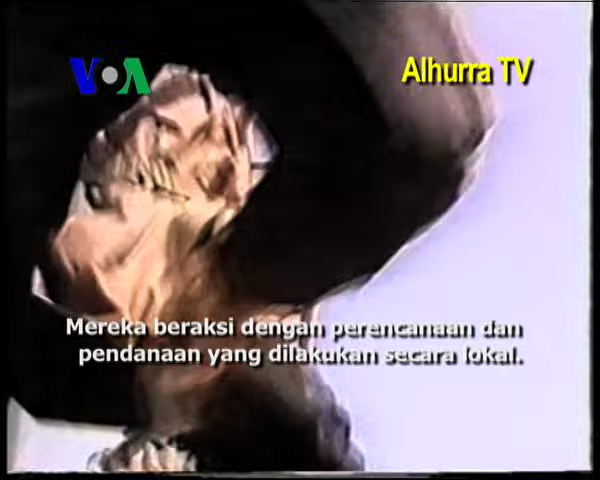 VOA
Alhurra TV
Mereka beraksi dengan perencanaan dan
pendanaan yang dilakukan secara lokal.